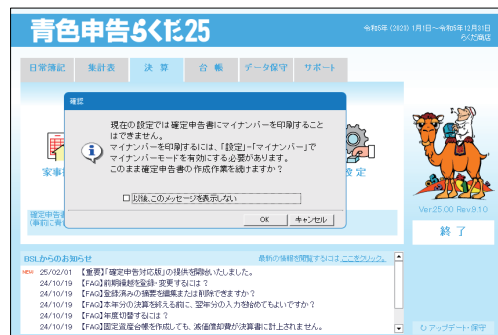 青色申告らくだ25
令和5年 (2023) 1月1日～令和5年12月31日
らくだ商店
日常簿記 集計表 決 算 台 帳 データ保守 サポート
確認
現在の設定では確定申告書にマイナンバーを印刷すること
はできません。
マイナンバーを印刷するには、「設定」-「マイナンバー」で
マイナンバーモードを有効にする必要があります。
このまま確定申告書の作成作業を続けますか？
以後、このメッセージを表示しない
OK キャンセル
家事
設 定
確定申告書
(事前に青
Ver.25.00 Rev.9.10
終 了
BSLからのお知らせ 最新の情報を閲覧するには ここをクリック。
NEW 25/02/01 【重要】「確定申告対応版」の提供を開始いたしました。
24/10/19 【FAQ】前期繰越を登録・変更するには？
24/10/19 【FAQ】登録済みの摘要を編集または削除できますか？
24/10/19 【FAQ】本年分の決算を終える前に、翌年分の入力を始めてもよいですか？
24/10/19 【FAQ】年度切替するには？
24/10/19 【FAQ】固定資産台帳を作成しても、減価償却費が決算書に計上されません。
アップデート・保守